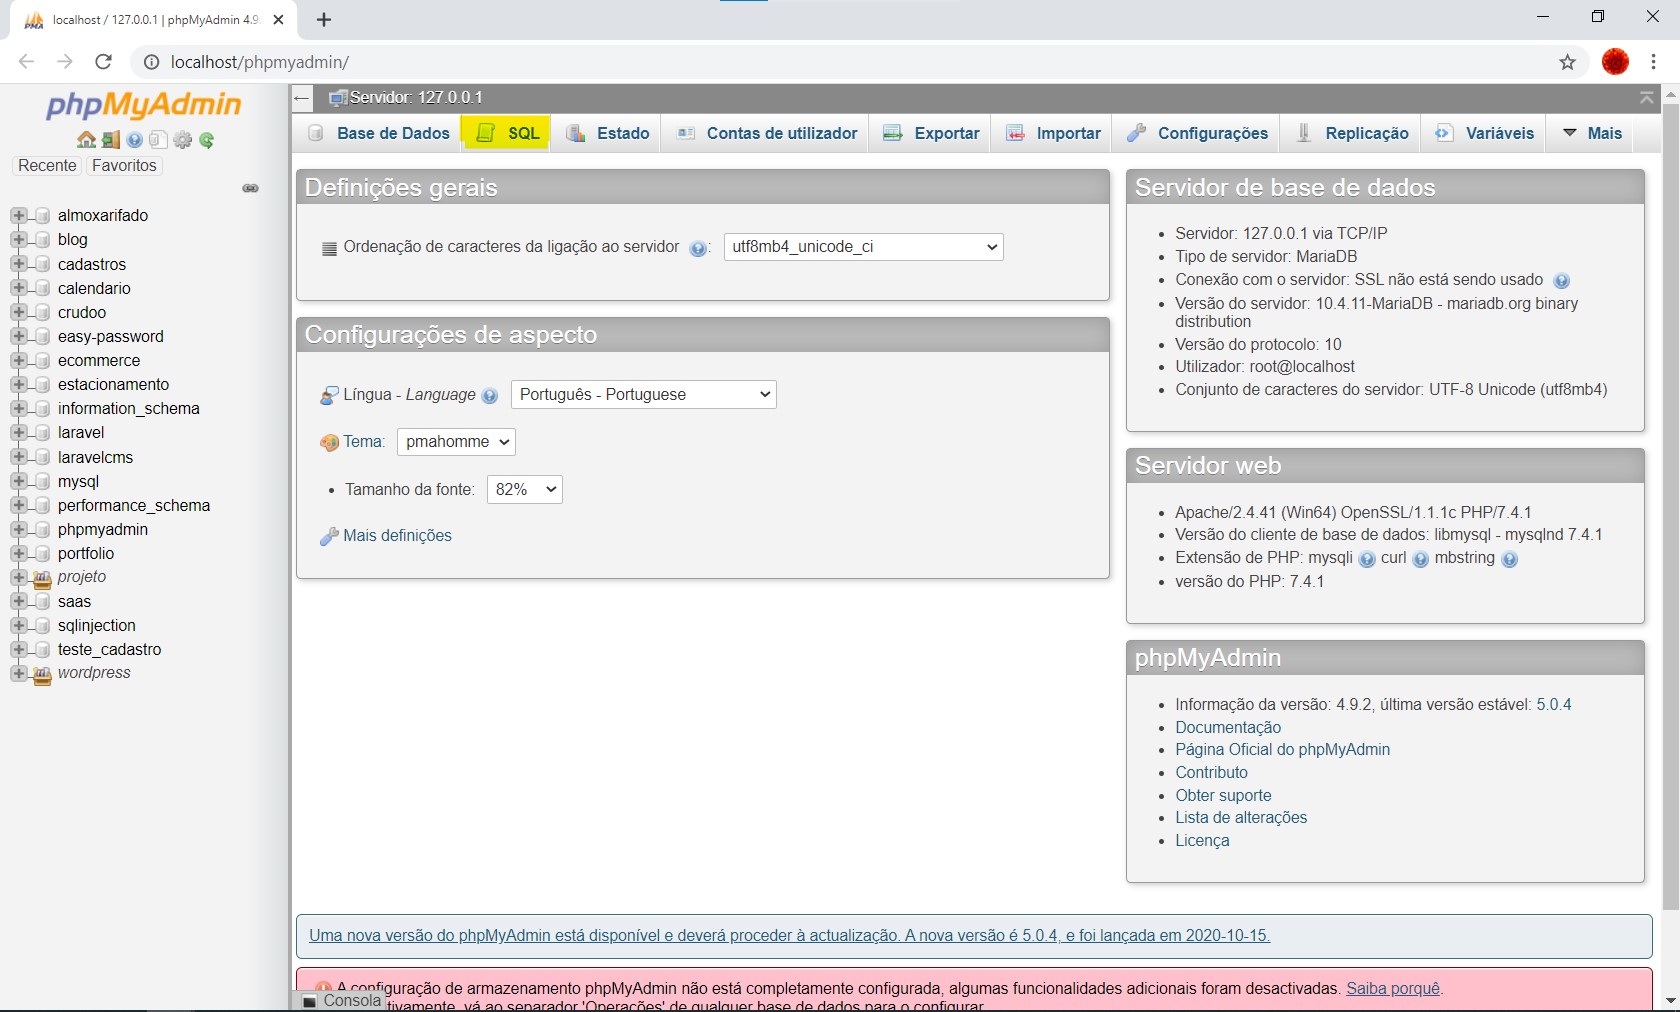 localhost / 127.0.0.1 | phpMyAdmin 4.9.
localhost/phpmyadmin/
phpMyAdmin
Recente Favoritos
almoxarifado
blog
cadastros
calendario
crudoo
easy-password
ecommerce
estacionamento
information_schema
laravel
laravelcms
mysql
performance_schema
phpmyadmin
portfolio
projeto
saas
sqlinjection
teste_cadastro
wordpress
Servidor: 127.0.0.1
Base de Dados SQL Estado Contas de utilizador Exportar Importar Configurações Replicação Variáveis Mais
Definições gerais
Ordenação de caracteres da ligação ao servidor : utf8mb4_unicode_ci
Configurações de aspecto
Língua - Language Português - Portuguese
Tema: pmahomme
Tamanho da fonte: 82%
Mais definições
Servidor de base de dados
Servidor: 127.0.0.1 via TCP/IP
Tipo de servidor: MariaDB
Conexão com o servidor: SSL não está sendo usado
Versão do servidor: 10.4.11-MariaDB - mariadb.org binary
distribution
Versão do protocolo: 10
Utilizador: root@localhost
Conjunto de caracteres do servidor: UTF-8 Unicode (utf8mb4)
Servidor web
Apache/2.4.41 (Win64) OpenSSL/1.1.1c PHP/7.4.1
Versão do cliente de base de dados: libmysql - mysqlnd 7.4.1
Extensão de PHP: mysqli curl mbstring
versão do PHP: 7.4.1
phpMyAdmin
Informação da versão: 4.9.2, última versão estável: 5.0.4
Documentação
Página Oficial do phpMyAdmin
Contributo
Obter suporte
Lista de alterações
Licença
Uma nova versão do phpMyAdmin está disponível e deverá proceder à actualização. A nova versão é 5.0.4, e foi lançada em 2020-10-15.
A configuração de armazenamento phpMyAdmin não está completamente configurada, algumas funcionalidades adicionais foram desactivadas. Saiba porquê.
Consola
tivamente, vá ao separador 'Operações' de qualquer base de dados para o configurar.